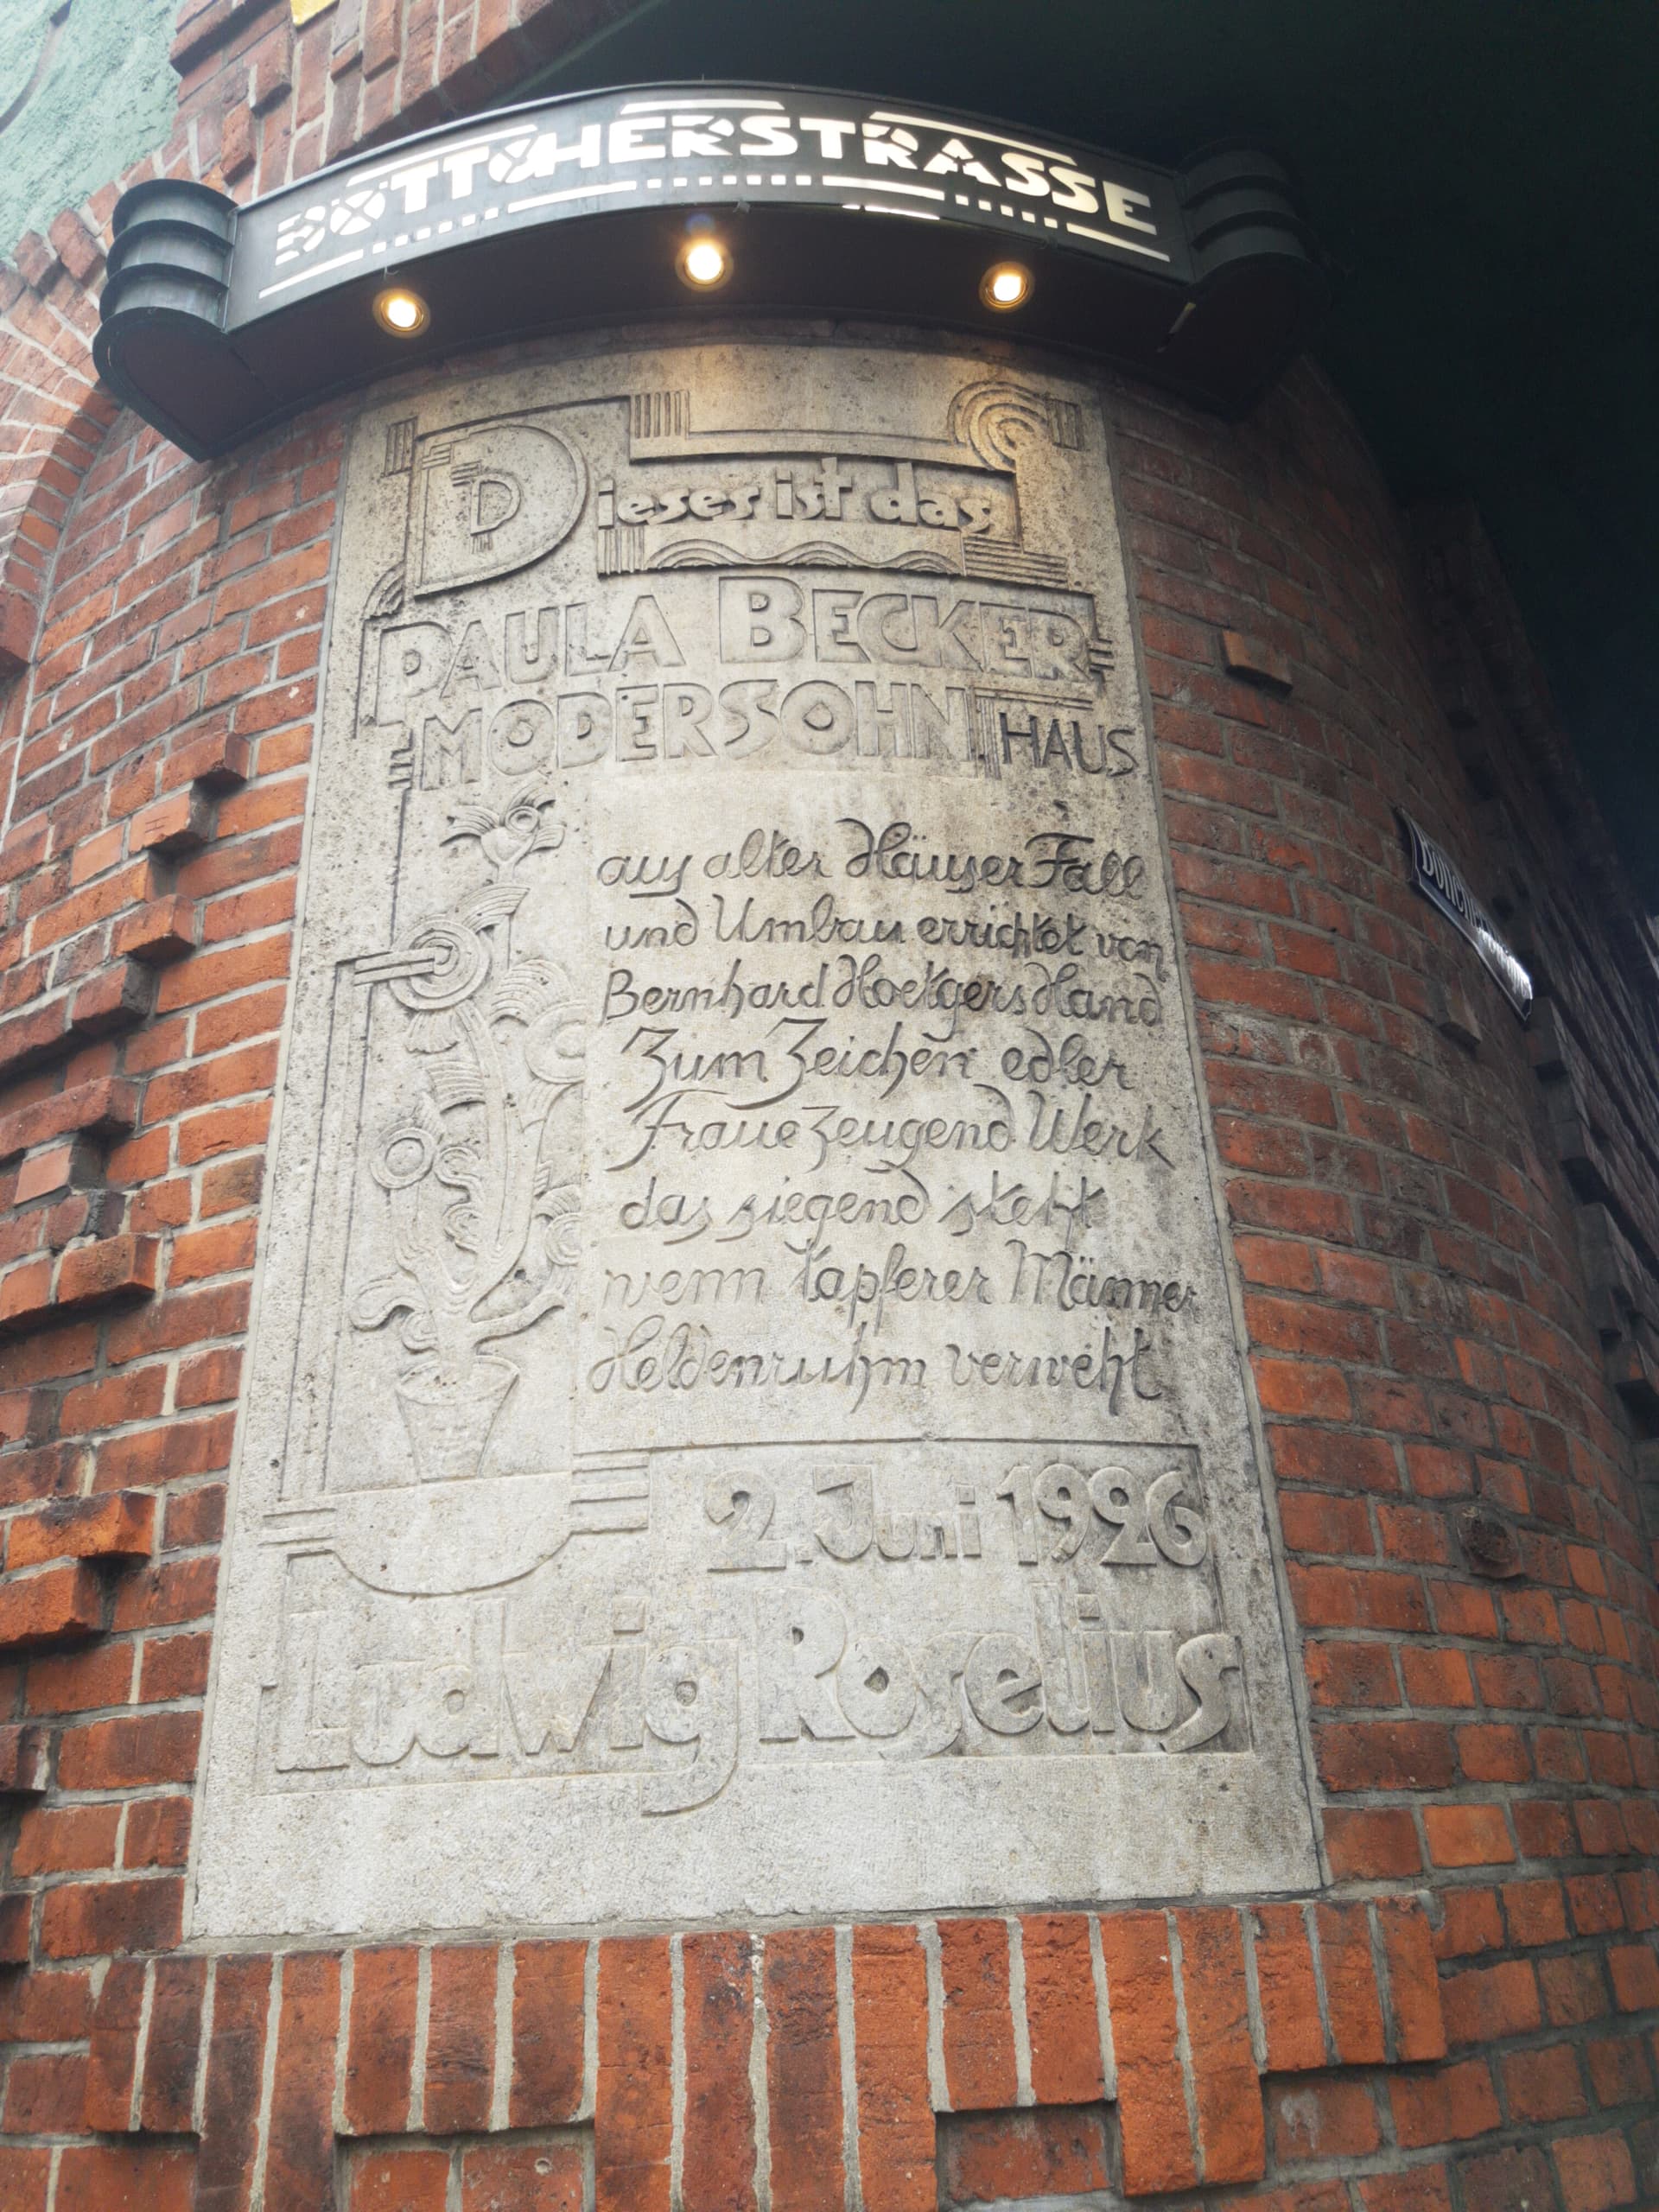 BÖTTCHERSTRASSE
Dieses ist das
PAULA BECKER
MODERSOHN HAUS
aus alter Häuser Fall
und Umbau errichtet von
Bernhard Hoetgers Hand
Zum Zeichen edler
Fraue zeugend Werk
das siegend steht
wenn tapferer Männer
Heldenruhm verweht
2. Juni 1926
Ludwig Roselius